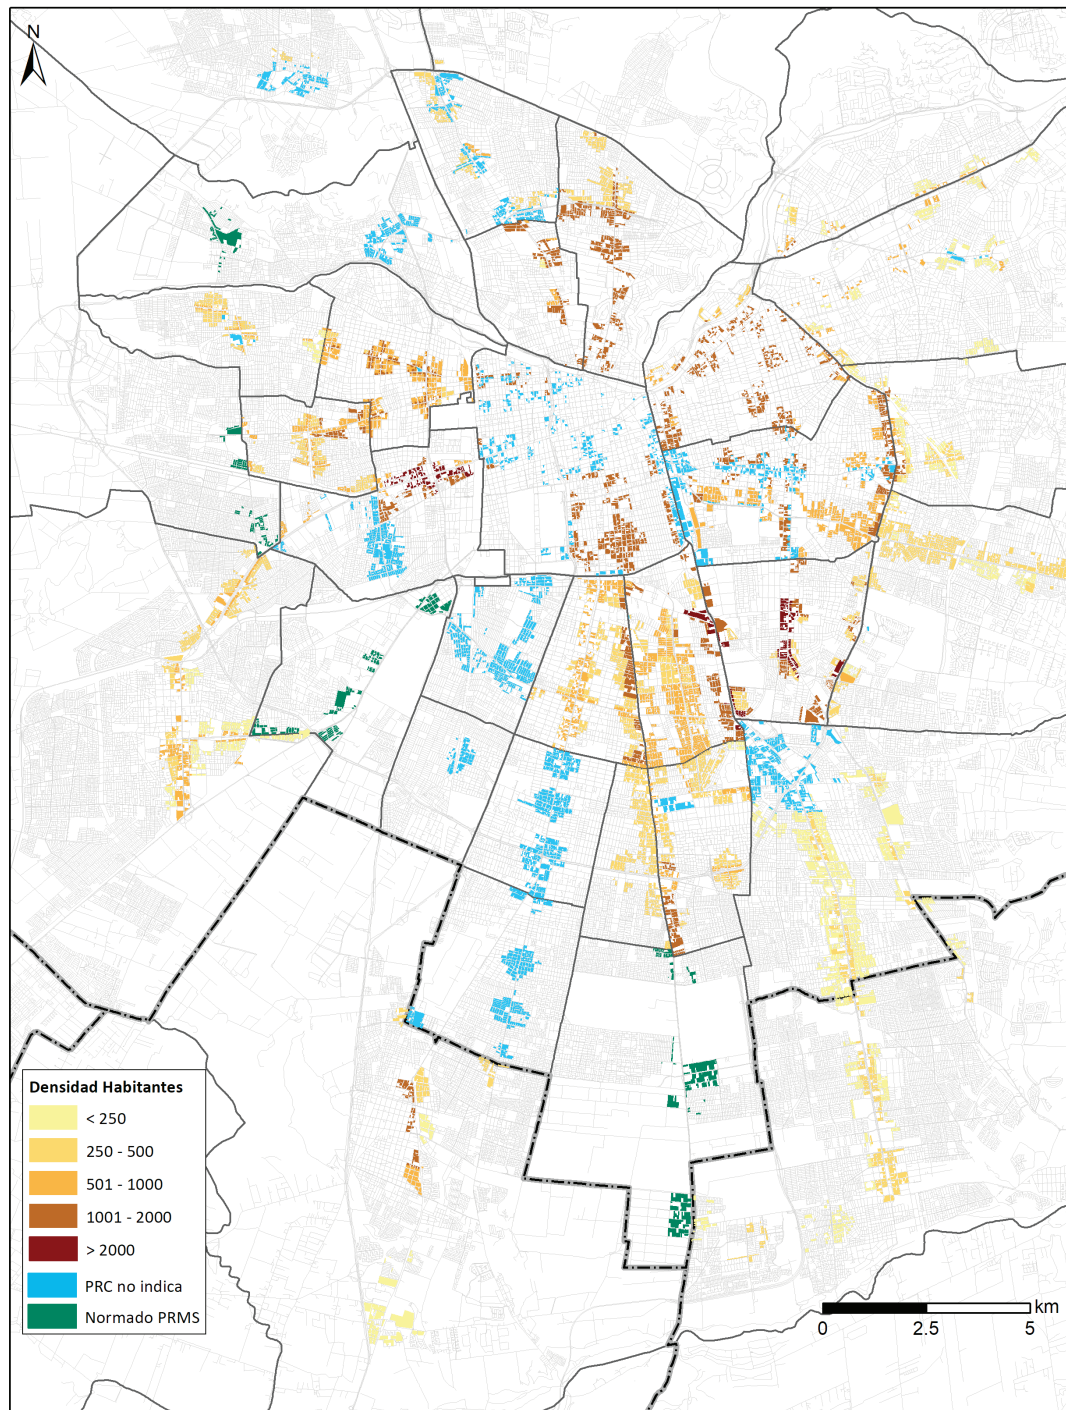 N
Densidad Habitantes
< 250
250 - 500
501 - 1000
1001 - 2000
> 2000
PRC no indica
Normado PRMS
km
0 2.5 5